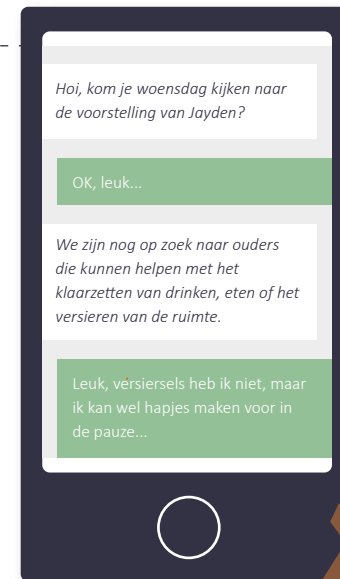 Hoi, kom je woensdag kijken naar
de voorstelling van Jayden?
OK, leuk...
We zijn nog op zoek naar ouders
die kunnen helpen met het
klaarzetten van drinken, eten of het
versieren van de ruimte.
Leuk, versiersels heb ik niet, maar
ik kan wel hapjes maken voor in
de pauze...